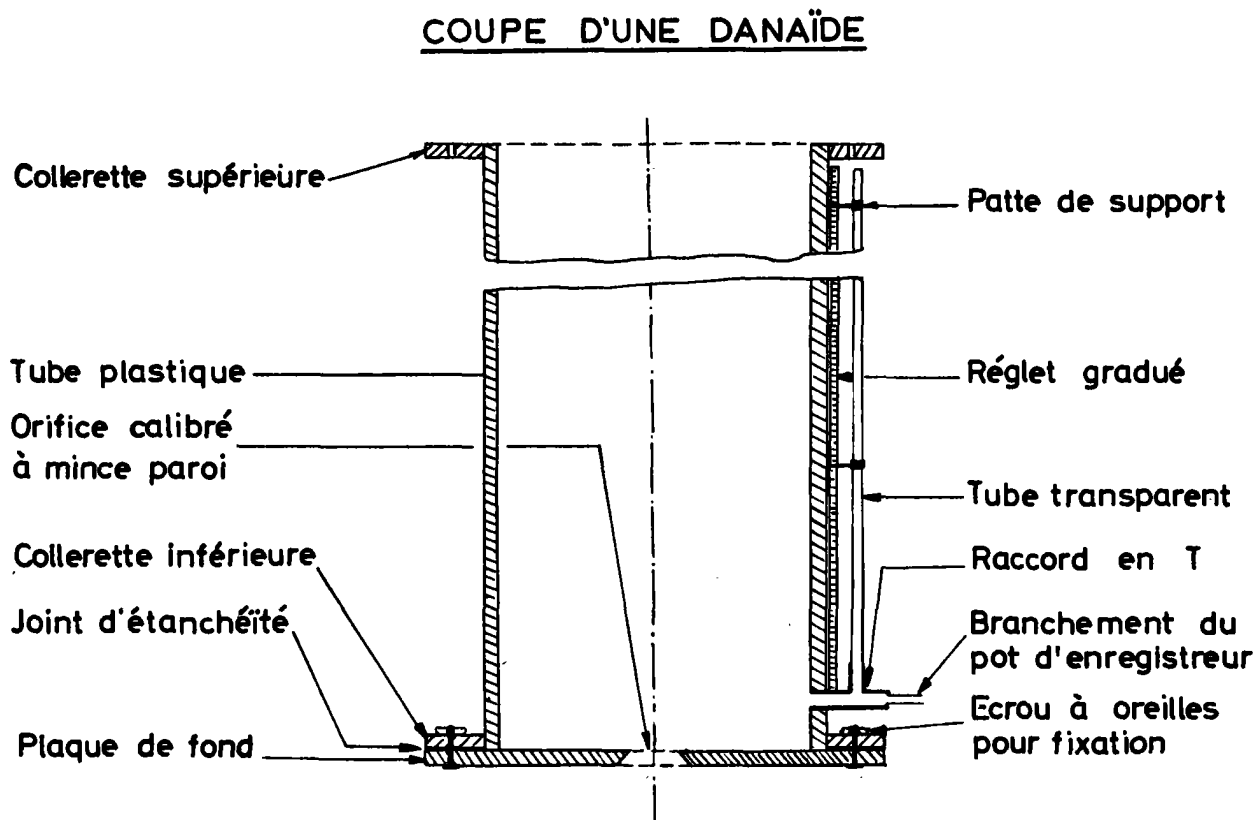 COUPE D'UNE DANAÏDE
Collerette supérieure
Patte de support
Tube plastique
Réglet gradué
Orifice calibré
à mince paroi
Tube transparent
Collerette inférieure
Raccord en T
Joint d'étanchéïté
Branchement du
pot d'enregistreur
Plaque de fond
Ecrou à oreilles
pour fixation